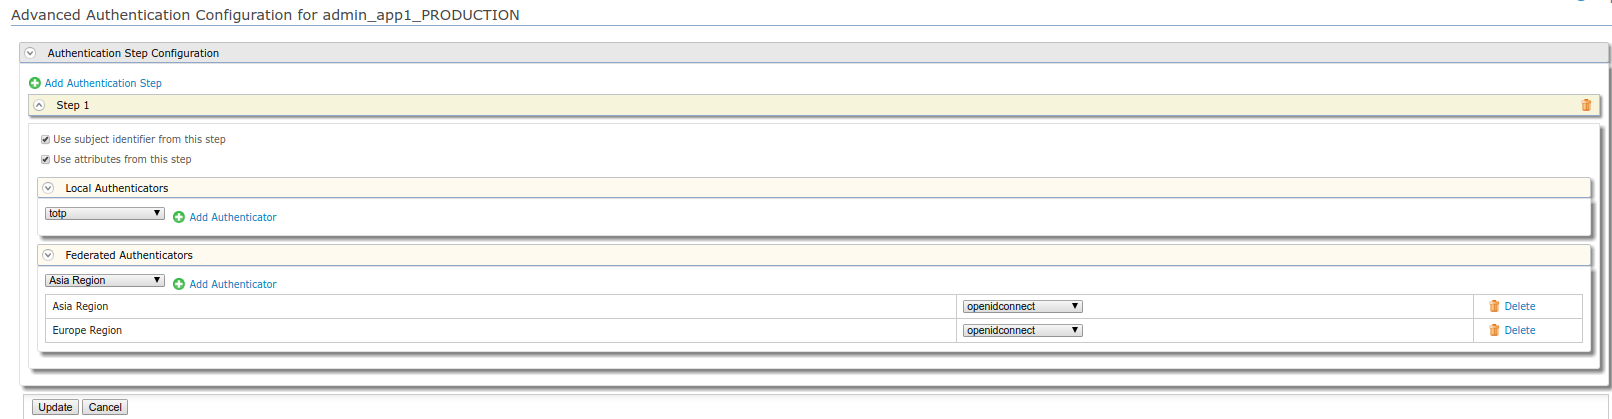 Advanced Authentication Configuration for admin_app1_PRODUCTION
Authentication Step Configuration
Add Authentication Step
Step 1
Use subject identifier from this step
Use attributes from this step
Local Authenticators
totp Add Authenticator
Federated Authenticators
Asia Region Add Authenticator
Asia Region openidconnect Delete
Europe Region openidconnect Delete
Update Cancel